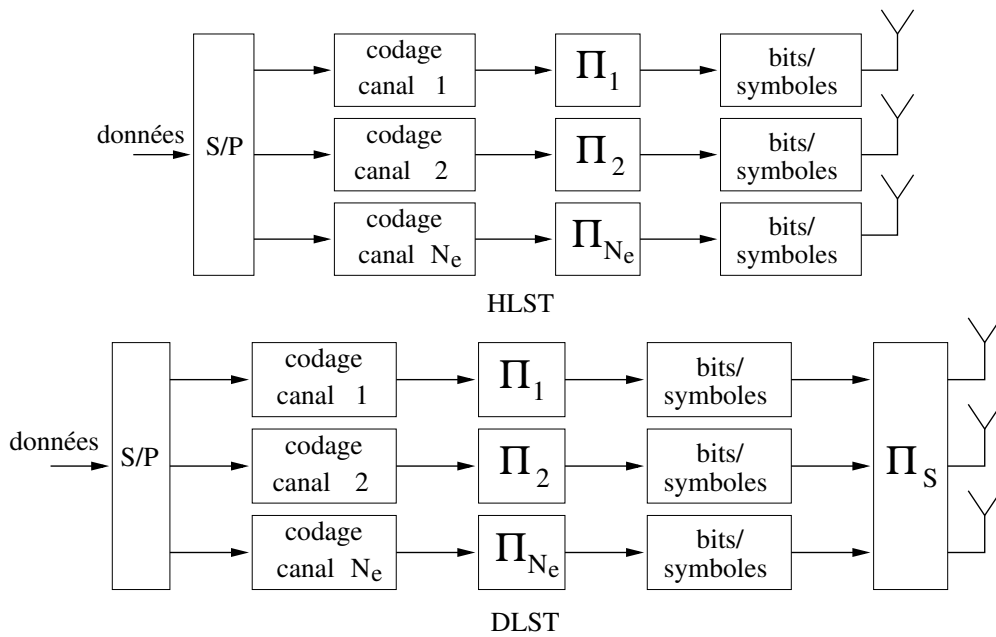 données
S/P
codage
canal 1
Π1
bits/
symboles
codage
canal 2
Π2
bits/
symboles
codage
canal Ne
ΠNe
bits/
symboles
HLST
données
S/P
codage
canal 1
Π1
bits/
symboles
codage
canal 2
Π2
bits/
symboles
codage
canal Ne
ΠNe
bits/
symboles
ΠS
DLST